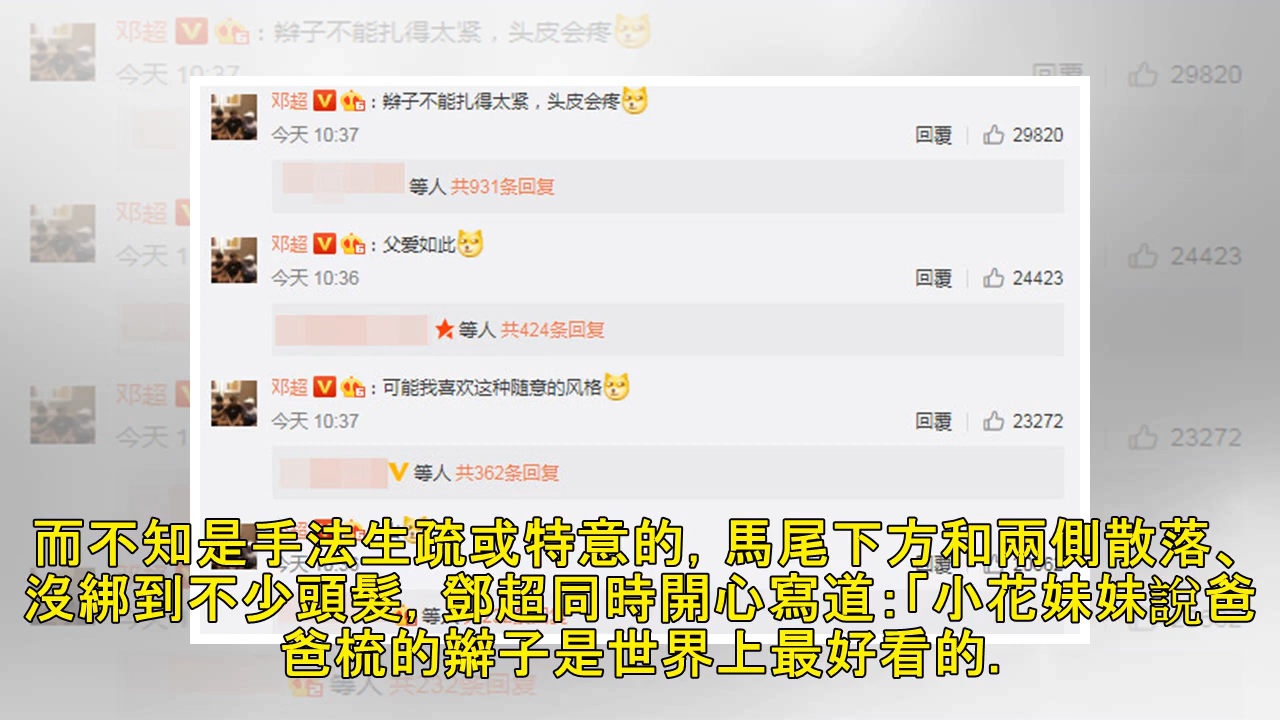 邓超 : 辫子不能扎得太紧，头皮会疼
今天 10:37
回覆 29820
等人 共931条回复
邓超 : 父爱如此
今天 10:36
回覆 24423
等人 共424条回复
邓超 : 可能我喜欢这种随意的风格
今天 10:37
回覆 23272
等人 共362条回复
而不知是手法生疏或特意的, 馬尾下方和兩側散落、
沒綁到不少頭髮, 鄧超同時開心寫道:「小花妹妹說爸
爸梳的辮子是世界上最好看的.